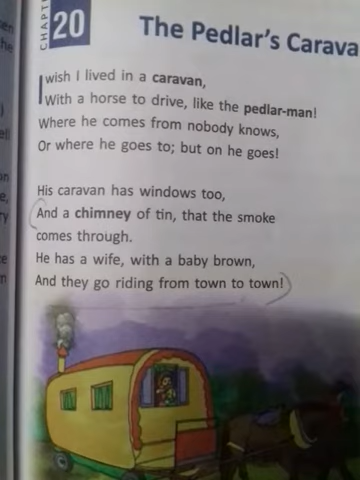 CHAPTE
20
The Pedlar's Carava
I wish I lived in a caravan,
With a horse to drive, like the pedlar-man!
Where he comes from nobody knows,
Or where he goes to; but on he goes!
His caravan has windows too,
And a chimney of tin, that the smoke
comes through.
He has a wife, with a baby brown,
And they go riding from town to town!